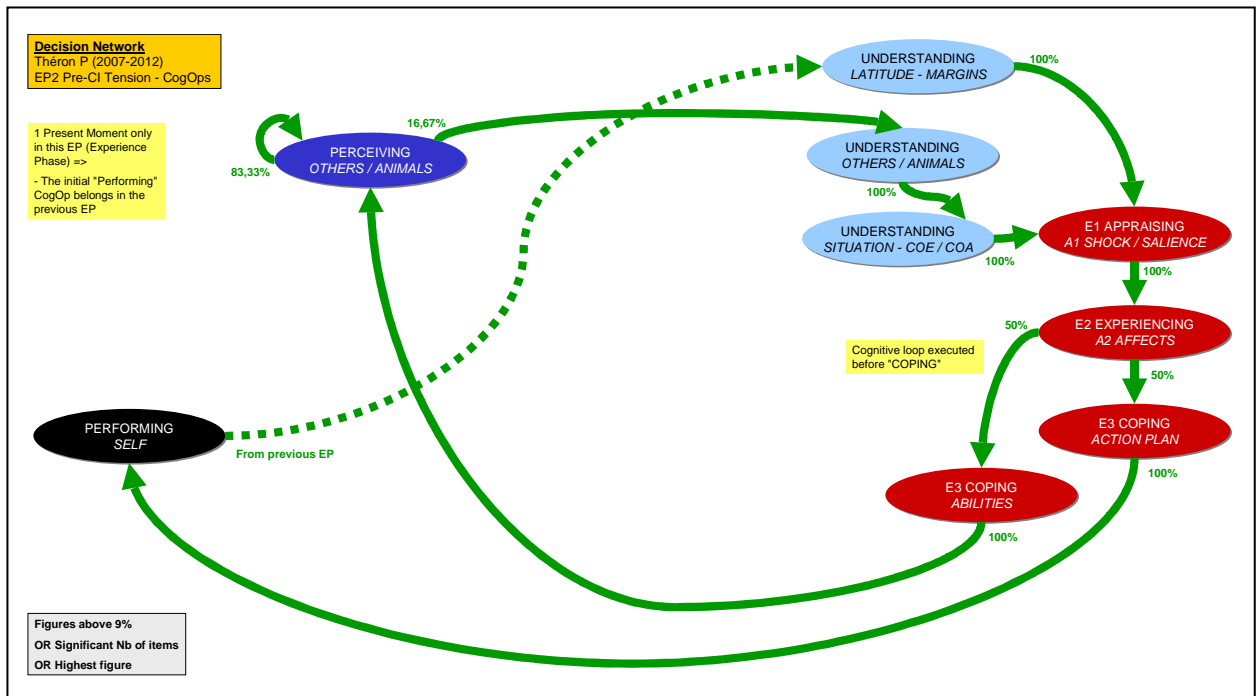 Decision Network
Théron P (2007-2012)
EP2 Pre-CI Tension - CogOps
1 Present Moment only
in this EP (Experience
Phase) =>
- The initial "Performing"
CogOp belongs in the
previous EP
UNDERSTANDING
LATITUDE - MARGINS
100%
16,67%
PERCEIVING
OTHERS / ANIMALS
83,33%
UNDERSTANDING
OTHERS / ANIMALS
100%
UNDERSTANDING
SITUATION - COE / COA
100%
E1 APPRAISING
A1 SHOCK / SALIENCE
100%
E2 EXPERIENCING
A2 AFFECTS
50%
50%
Cognitive loop executed
before "COPING"
PERFORMING
SELF
From previous EP
E3 COPING
ACTION PLAN
100%
E3 COPING
ABILITIES
100%
Figures above 9%
OR Significant Nb of items
OR Highest figure